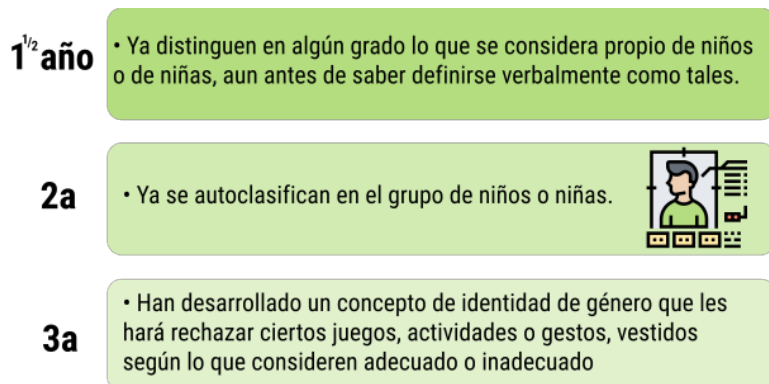 1 1/2 año
• Ya distinguen en algún grado lo que se considera propio de niños
o de niñas, aun antes de saber definirse verbalmente como tales.
2a
• Ya se autoclasifican en el grupo de niños o niñas.
3a
• Han desarrollado un concepto de identidad de género que les
hará rechazar ciertos juegos, actividades o gestos, vestidos
según lo que consideren adecuado o inadecuado